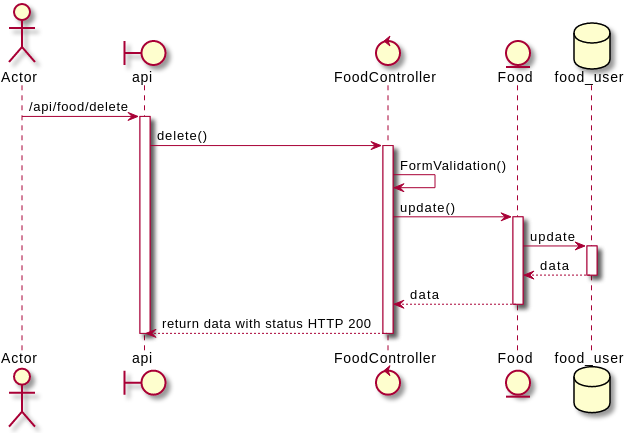 Actor api FoodController Food food_user
/api/food/delete
delete()
FormValidation()
update()
update
data
data
return data with status HTTP 200
Actor api FoodController Food food_user